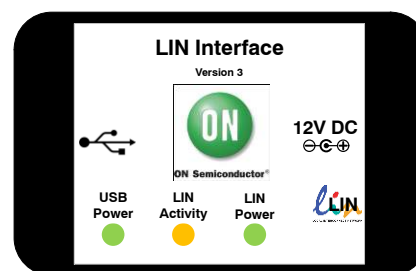 LIN Interface
Version 3
ON
ON Semiconductor®
12V DC
USB Power
LIN Activity
LIN Power
LIN